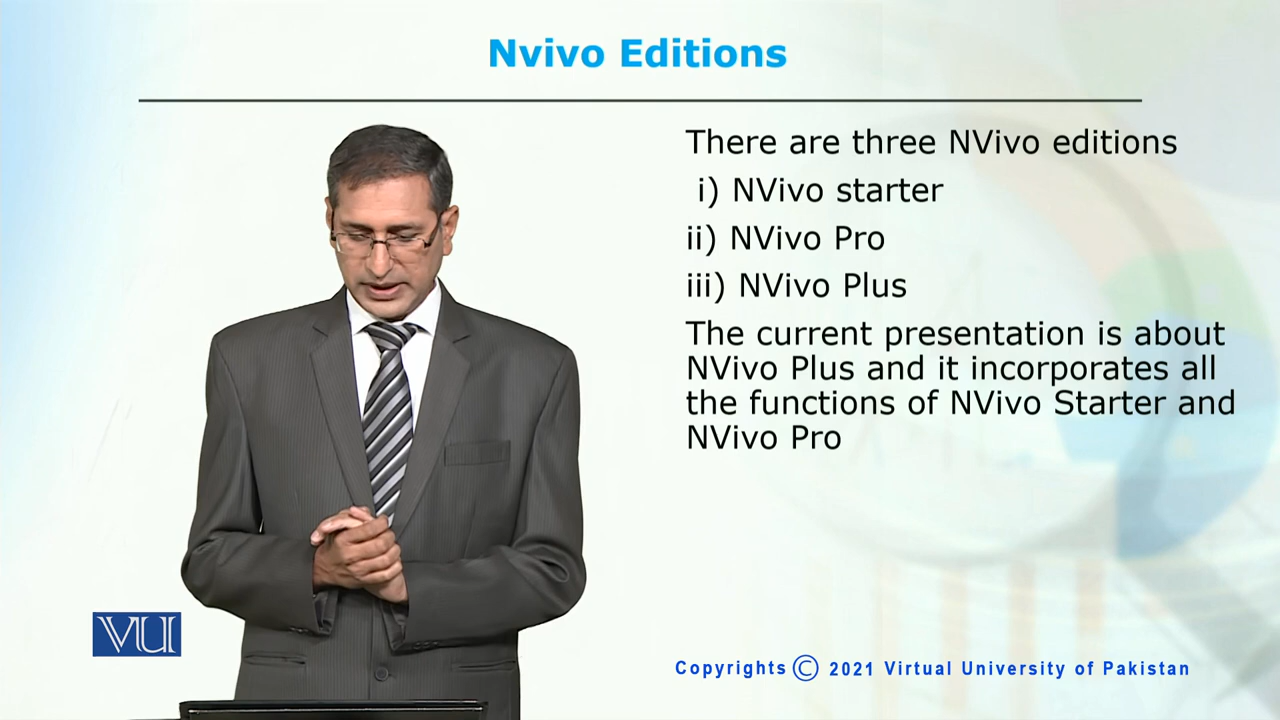 Nvivo Editions
There are three NVivo editions
i) NVivo starter
ii) NVivo Pro
iii) NVivo Plus
The current presentation is about
NVivo Plus and it incorporates all
the functions of NVivo Starter and
NVivo Pro
VU
Copyrights © 2021 Virtual University of Pakistan